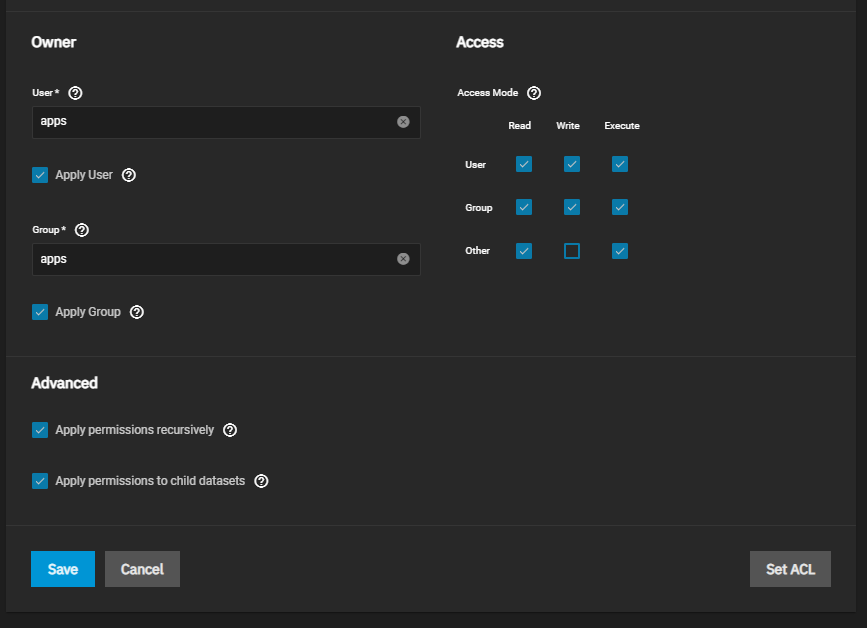 Owner
User *
apps
Apply User
Group *
apps
Apply Group
Access
Access Mode
Read Write Execute
User
Group
Other
Advanced
Apply permissions recursively
Apply permissions to child datasets
Save Cancel Set ACL